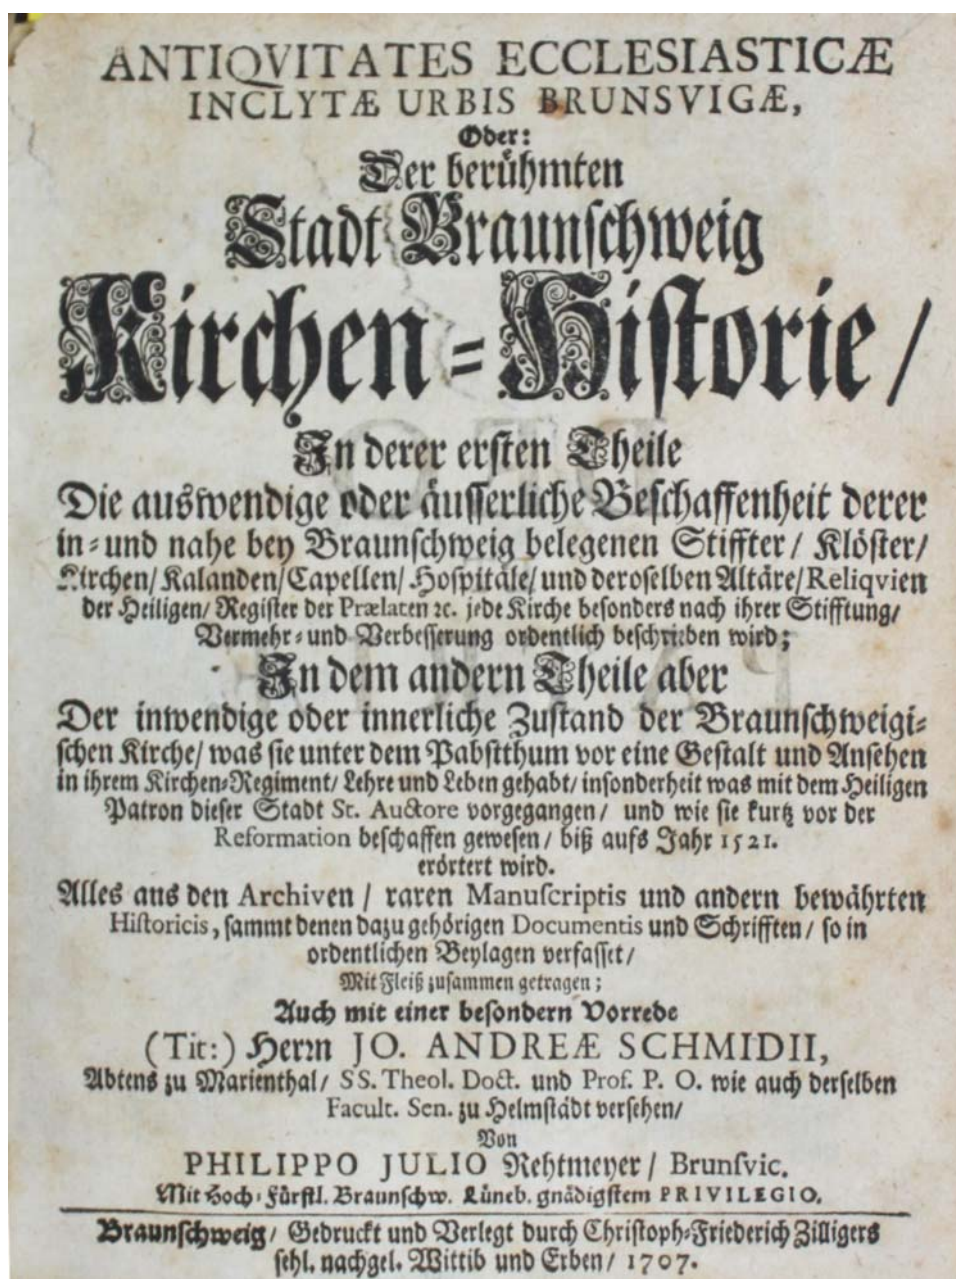 ANTIQVITATES ECCLESIASTICÆ
INCLYTÆ URBIS BRUNSVIGÆ,
Oder:
Der berühmten
Stadt Braunſchweig
Kirchen-Hiſtorie/
In derer erſten Theile
Die auswendige oder äuſſerliche Beſchaffenheit derer
in- und nahe bey Braunſchweig belegenen Stiffter/ Klöſter/
Kirchen/ Kalanden/ Capellen/ Hoſpitäle/ und deroſelben Altäre/ Reliqvien
der Heiligen/ Regiſter der Prælaten ꝛc. jede Kirche beſonders nach ihrer Stifftung/
Vermehr- und Verbeſſerung ordentlich beſchrieben wird;
In dem andern Theile aber
Der inwendige oder innerliche Zuſtand der Braunſchweigi-
ſchen Kirche/ was ſie unter dem Pabſtthum vor eine Geſtalt und Anſehen
in ihrem Kirchen-Regiment/ Lehre und Leben gehabt/ inſonderheit was mit dem Heiligen
Patron dieſer Stadt St. Auctore vorgegangen/ und wie ſie kurtz vor der
Reformation beſchaffen geweſen/ biß aufs Jahr 1521.
erörtert wird.
Alles aus den Archiven/ raren Manuſcriptis und andern bewährten
Hiſtoricis, ſammt denen dazu gehörigen Documentis und Schrifften/ ſo in
ordentlichen Beylagen verfaſſet/
Mit Fleiß zuſammen getragen;
Auch mit einer beſondern Vorrede
(Tit:) Herrn JO. ANDREÆ SCHMIDII,
Abtens zu Marienthal/ SS. Theol. Doct. und Prof. P. O. wie auch derſelben
Facult. Sen. zu Helmſtädt verſehen/
Von
PHILIPPO JULIO Rehtmeyer/ Brunſvic.
Mit Hoch-Fürſtl. Braunſchw. Lüneb. gnädigſtem PRIVILEGIO.
Braunſchweig/ Gedruckt und Verlegt durch Chriſtoph-Friederich Zilligers
ſehl. nachgel. Wittib und Erben/ 1707.